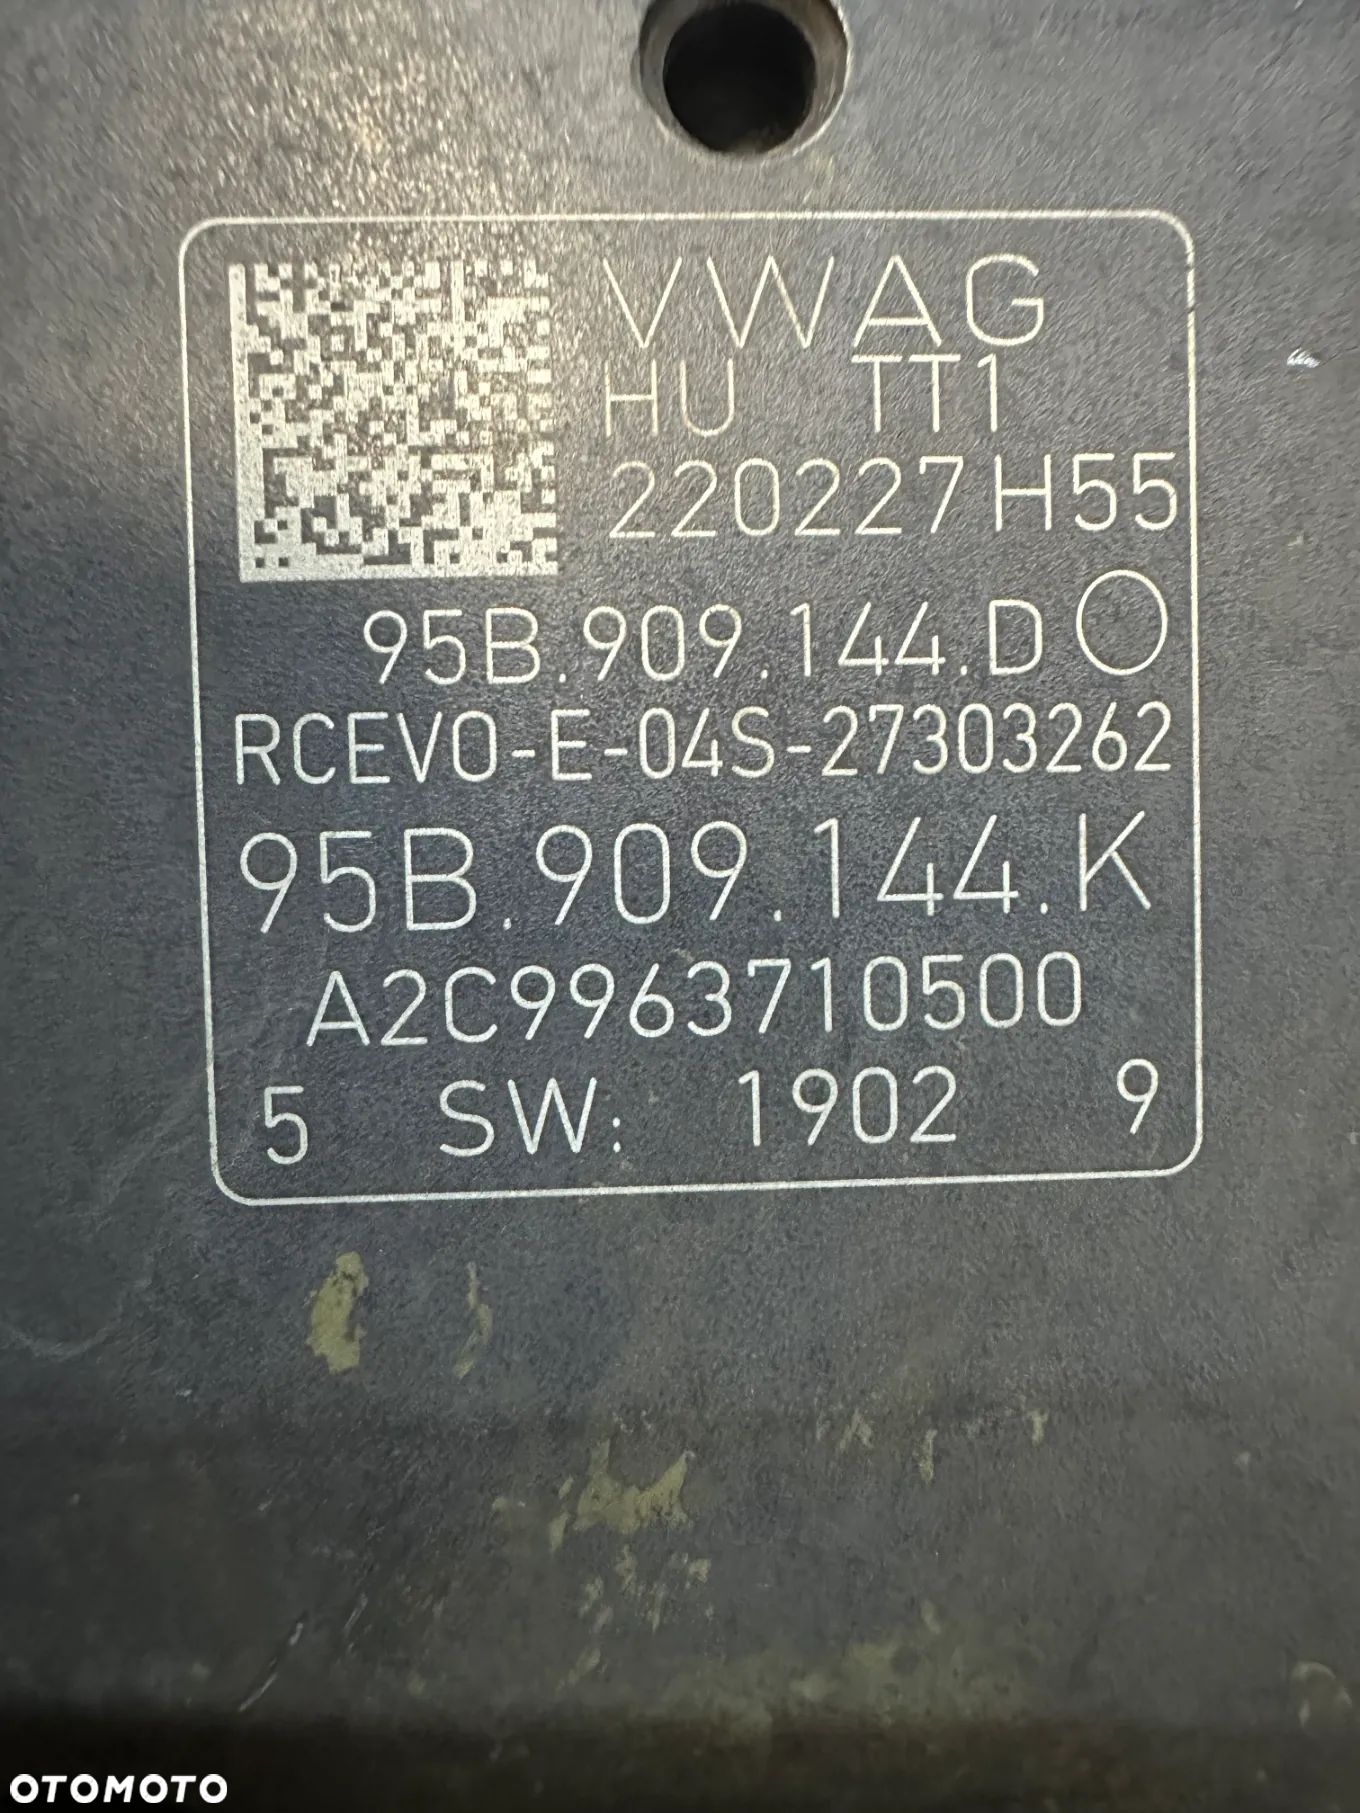 VWAG
HU TT1
220227H55
95B.909.144.D
RCEVO-E-04S-27303262
95B.909.144.K
A2C9963710500
5 SW: 1902 9
OTOMOTO